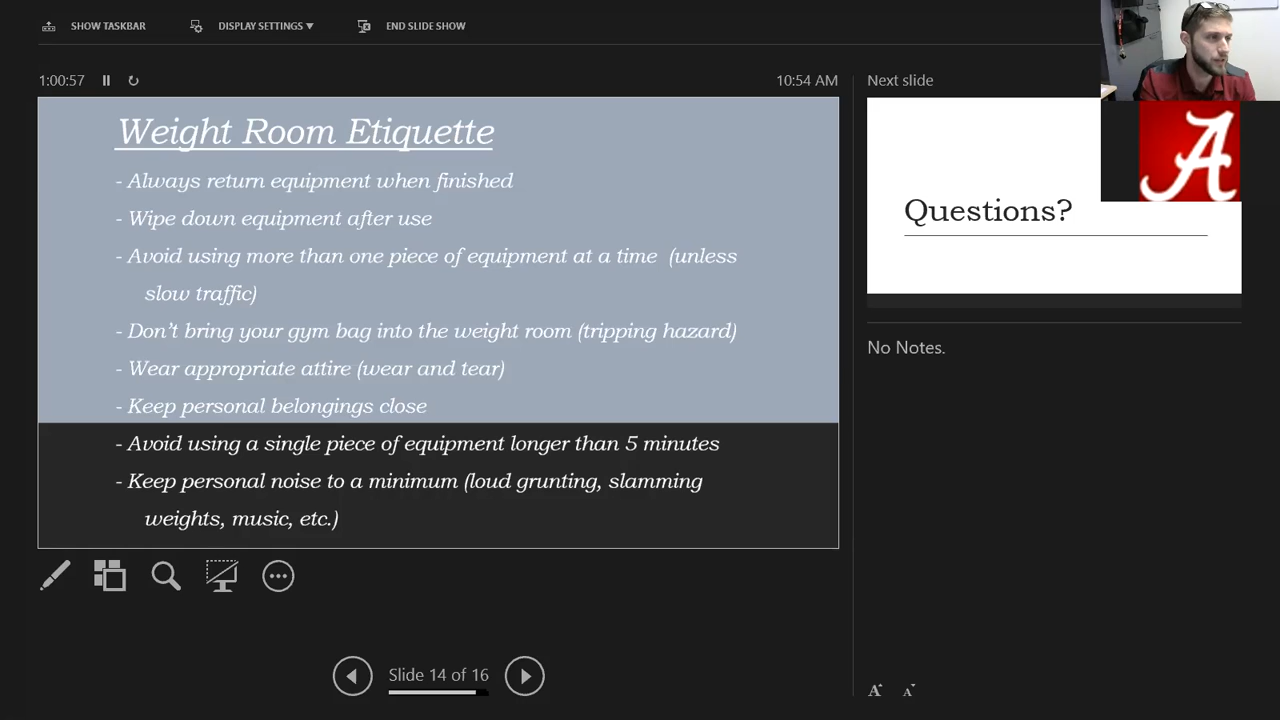 SHOW TASKBAR
DISPLAY SETTINGS ▼
END SLIDE SHOW
1:00:57
10:54 AM
Weight Room Etiquette
- Always return equipment when finished
- Wipe down equipment after use
- Avoid using more than one piece of equipment at a time (unless
slow traffic)
- Don't bring your gym bag into the weight room (tripping hazard)
- Wear appropriate attire (wear and tear)
- Keep personal belongings close
- Avoid using a single piece of equipment longer than 5 minutes
- Keep personal noise to a minimum (loud grunting, slamming
weights, music, etc.)
Slide 14 of 16
Next slide
A
Questions?
No Notes.
A A